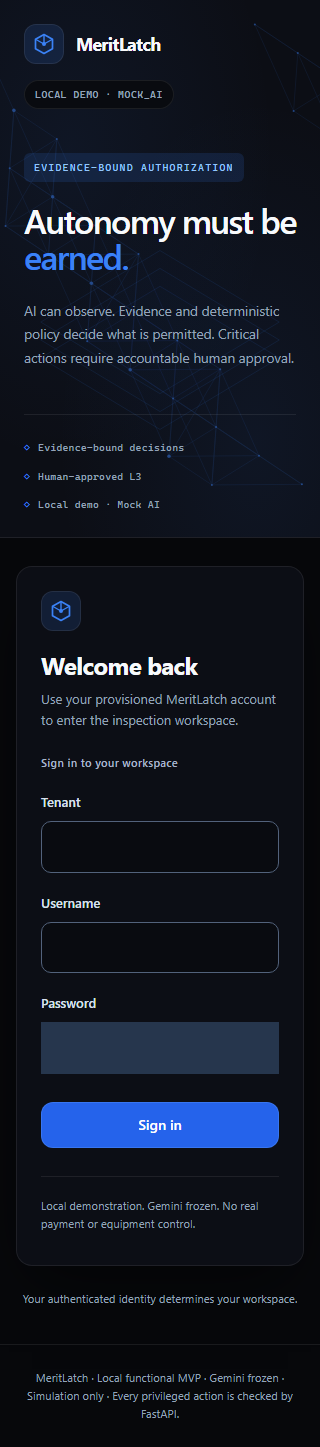 MeritLatch
LOCAL DEMO · MOCK_AI
EVIDENCE-BOUND AUTHORIZATION
Autonomy must be
earned.
AI can observe. Evidence and deterministic
policy decide what is permitted. Critical
actions require accountable human approval.
Evidence-bound decisions
Human-approved L3
Local demo · Mock AI
Welcome back
Use your provisioned MeritLatch account
to enter the inspection workspace.
Sign in to your workspace
Tenant
Username
Password
Sign in
Local demonstration. Gemini frozen. No real
payment or equipment control.
Your authenticated identity determines your workspace.
MeritLatch · Local functional MVP · Gemini frozen ·
Simulation only · Every privileged action is checked by
FastAPI.